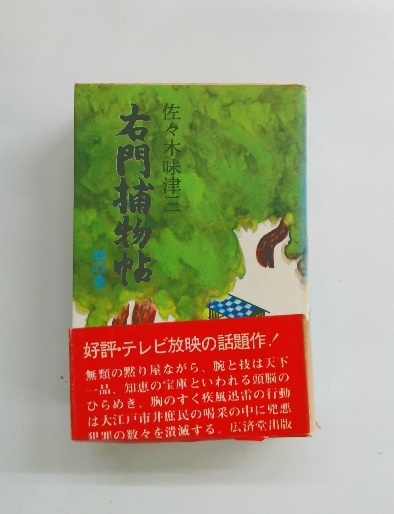 佐々木味津三
右門捕物帖
好評・テレビ放映の話題作!
無類の黙り屋ながら、腕と技は天下
一品、知恵の宝庫といわれる頭脳の
ひらめき、胸のすく疾風迅雷の行動
は大江戸市井庶民の喝采の中に兇悪
犯罪の数々を潰滅する。広済堂出版